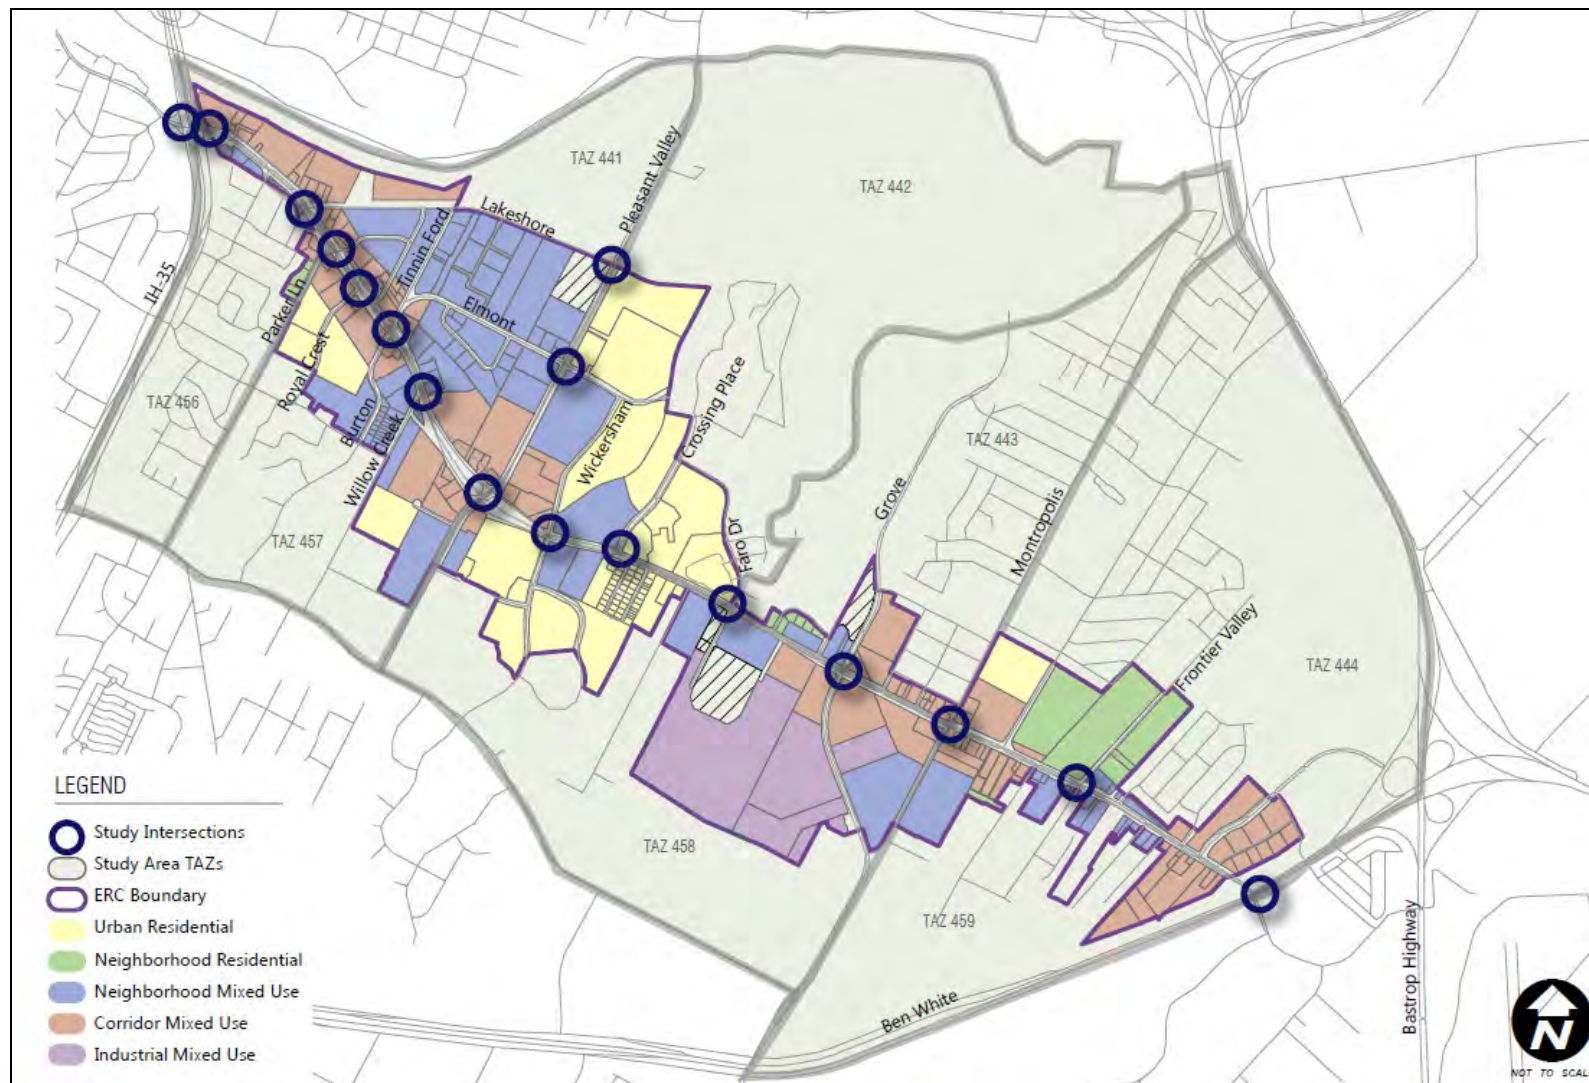 TAZ 441
Pleasant Valley
TAZ 442
Lakeshore
Tinnin Ford
IH-35
Parker Ln
Elmont
Royal Crest
TAZ 456
Burton
Willow Creek
Wickersham
Crossing Place
TAZ 443
Grove
Montropolis
TAZ 457
Faro Dr
Frontier Valley
TAZ 444
TAZ 458
TAZ 459
Ben White
Bastrop Highway
LEGEND
Study Intersections
Study Area TAZs
ERC Boundary
Urban Residential
Neighborhood Residential
Neighborhood Mixed Use
Corridor Mixed Use
Industrial Mixed Use
N
NOT TO SCALE